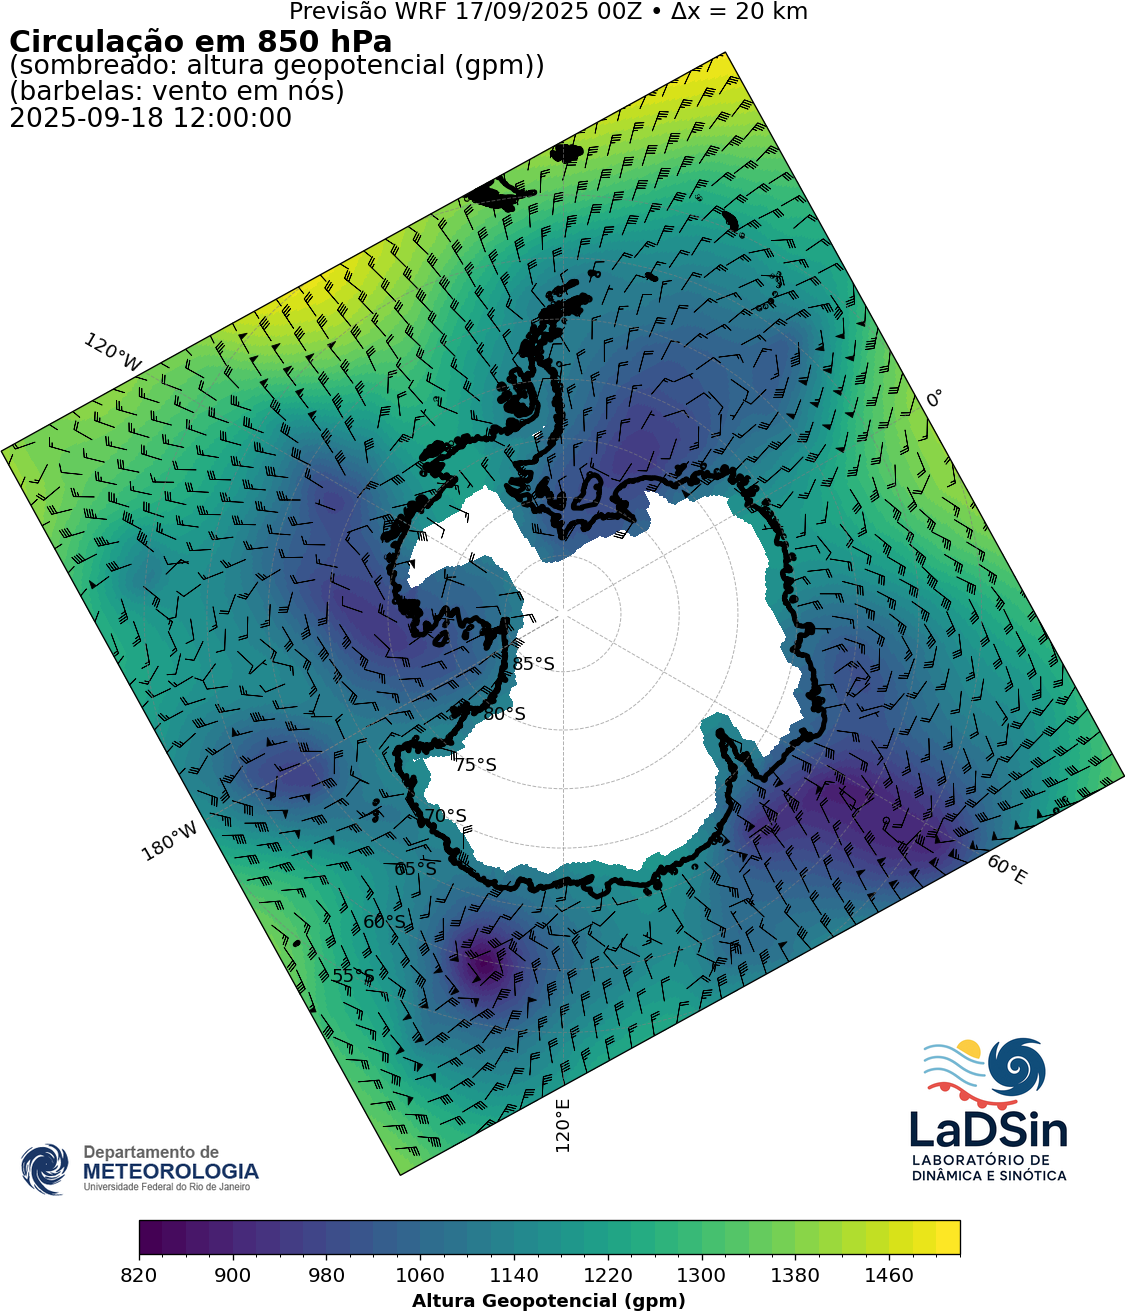 Previsão WRF 17/09/2025 00Z • Δx = 20 km
Circulação em 850 hPa
(sombreado: altura geopotencial (gpm))
(barbelas: vento em nós)
2025-09-18 12:00:00
120°W
0°
85°S
80°S
75°S
70°S
65°S
60°S
55°S
180°W
60°E
120°E
LaDSin
LABORATÓRIO DE
DINÂMICA E SINÓTICA
Departamento de
METEOROLOGIA
Universidade Federal do Rio de Janeiro
820 900 980 1060 1140 1220 1300 1380 1460
Altura Geopotencial (gpm)